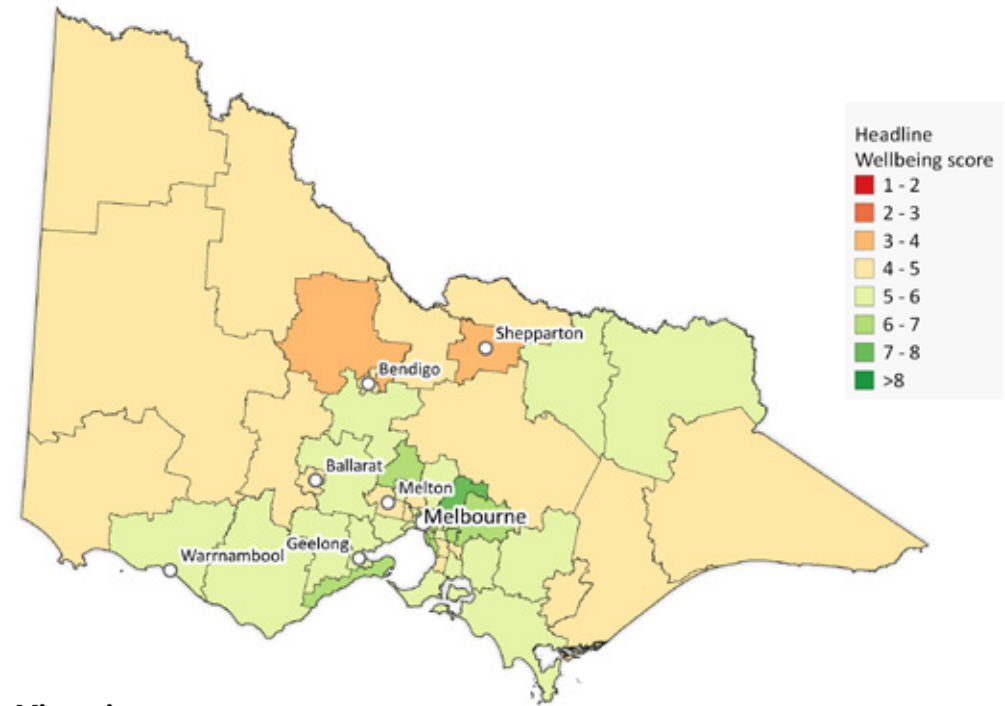 Headline
Wellbeing score
1 - 2
2 - 3
3 - 4
4 - 5
5 - 6
6 - 7
7 - 8
>8
Shepparton
Bendigo
Ballarat
Melton
Melbourne
Geelong
Warrnambool